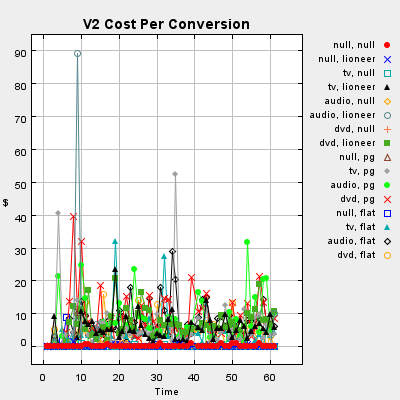 V2 Cost Per Conversion
90
80
70
60
50
40
30
20
10
0
$
0 10 20 30 40 50 60
Time
null, null
null, lioneer
tv, null
tv, lioneer
audio, null
audio, lioneer
dvd, null
dvd, lioneer
null, pg
tv, pg
audio, pg
dvd, pg
null, flat
tv, flat
audio, flat
dvd, flat